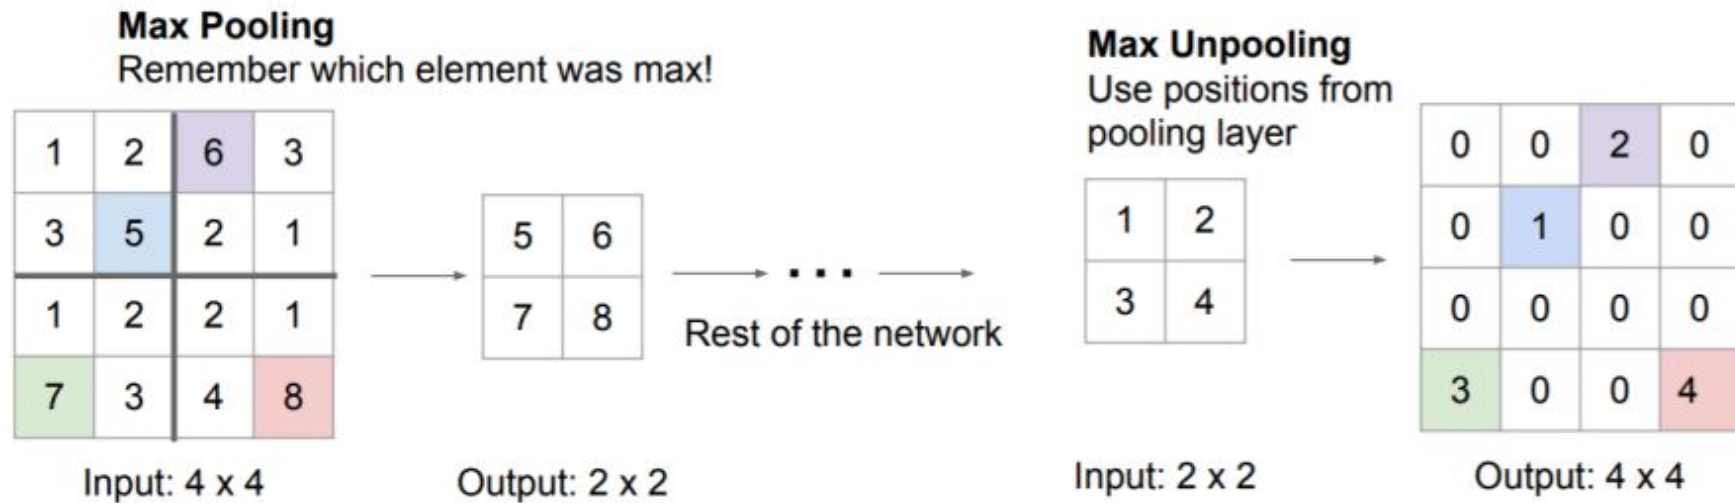 Max Pooling
Remember which element was max!
1 2 6 3
3 5 2 1
1 2 2 1
7 3 4 8
Input: 4 x 4
5 6
7 8
Output: 2 x 2
...
Rest of the network
Max Unpooling
Use positions from
pooling layer
1 2
3 4
Input: 2 x 2
0 0 2 0
0 1 0 0
0 0 0 0
3 0 0 4
Output: 4 x 4